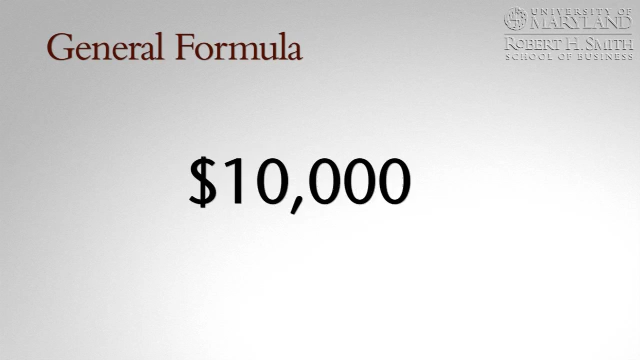 General Formula
UNIVERSITY OF
MARYLAND
ROBERT H. SMITH
SCHOOL OF BUSINESS
$10,000